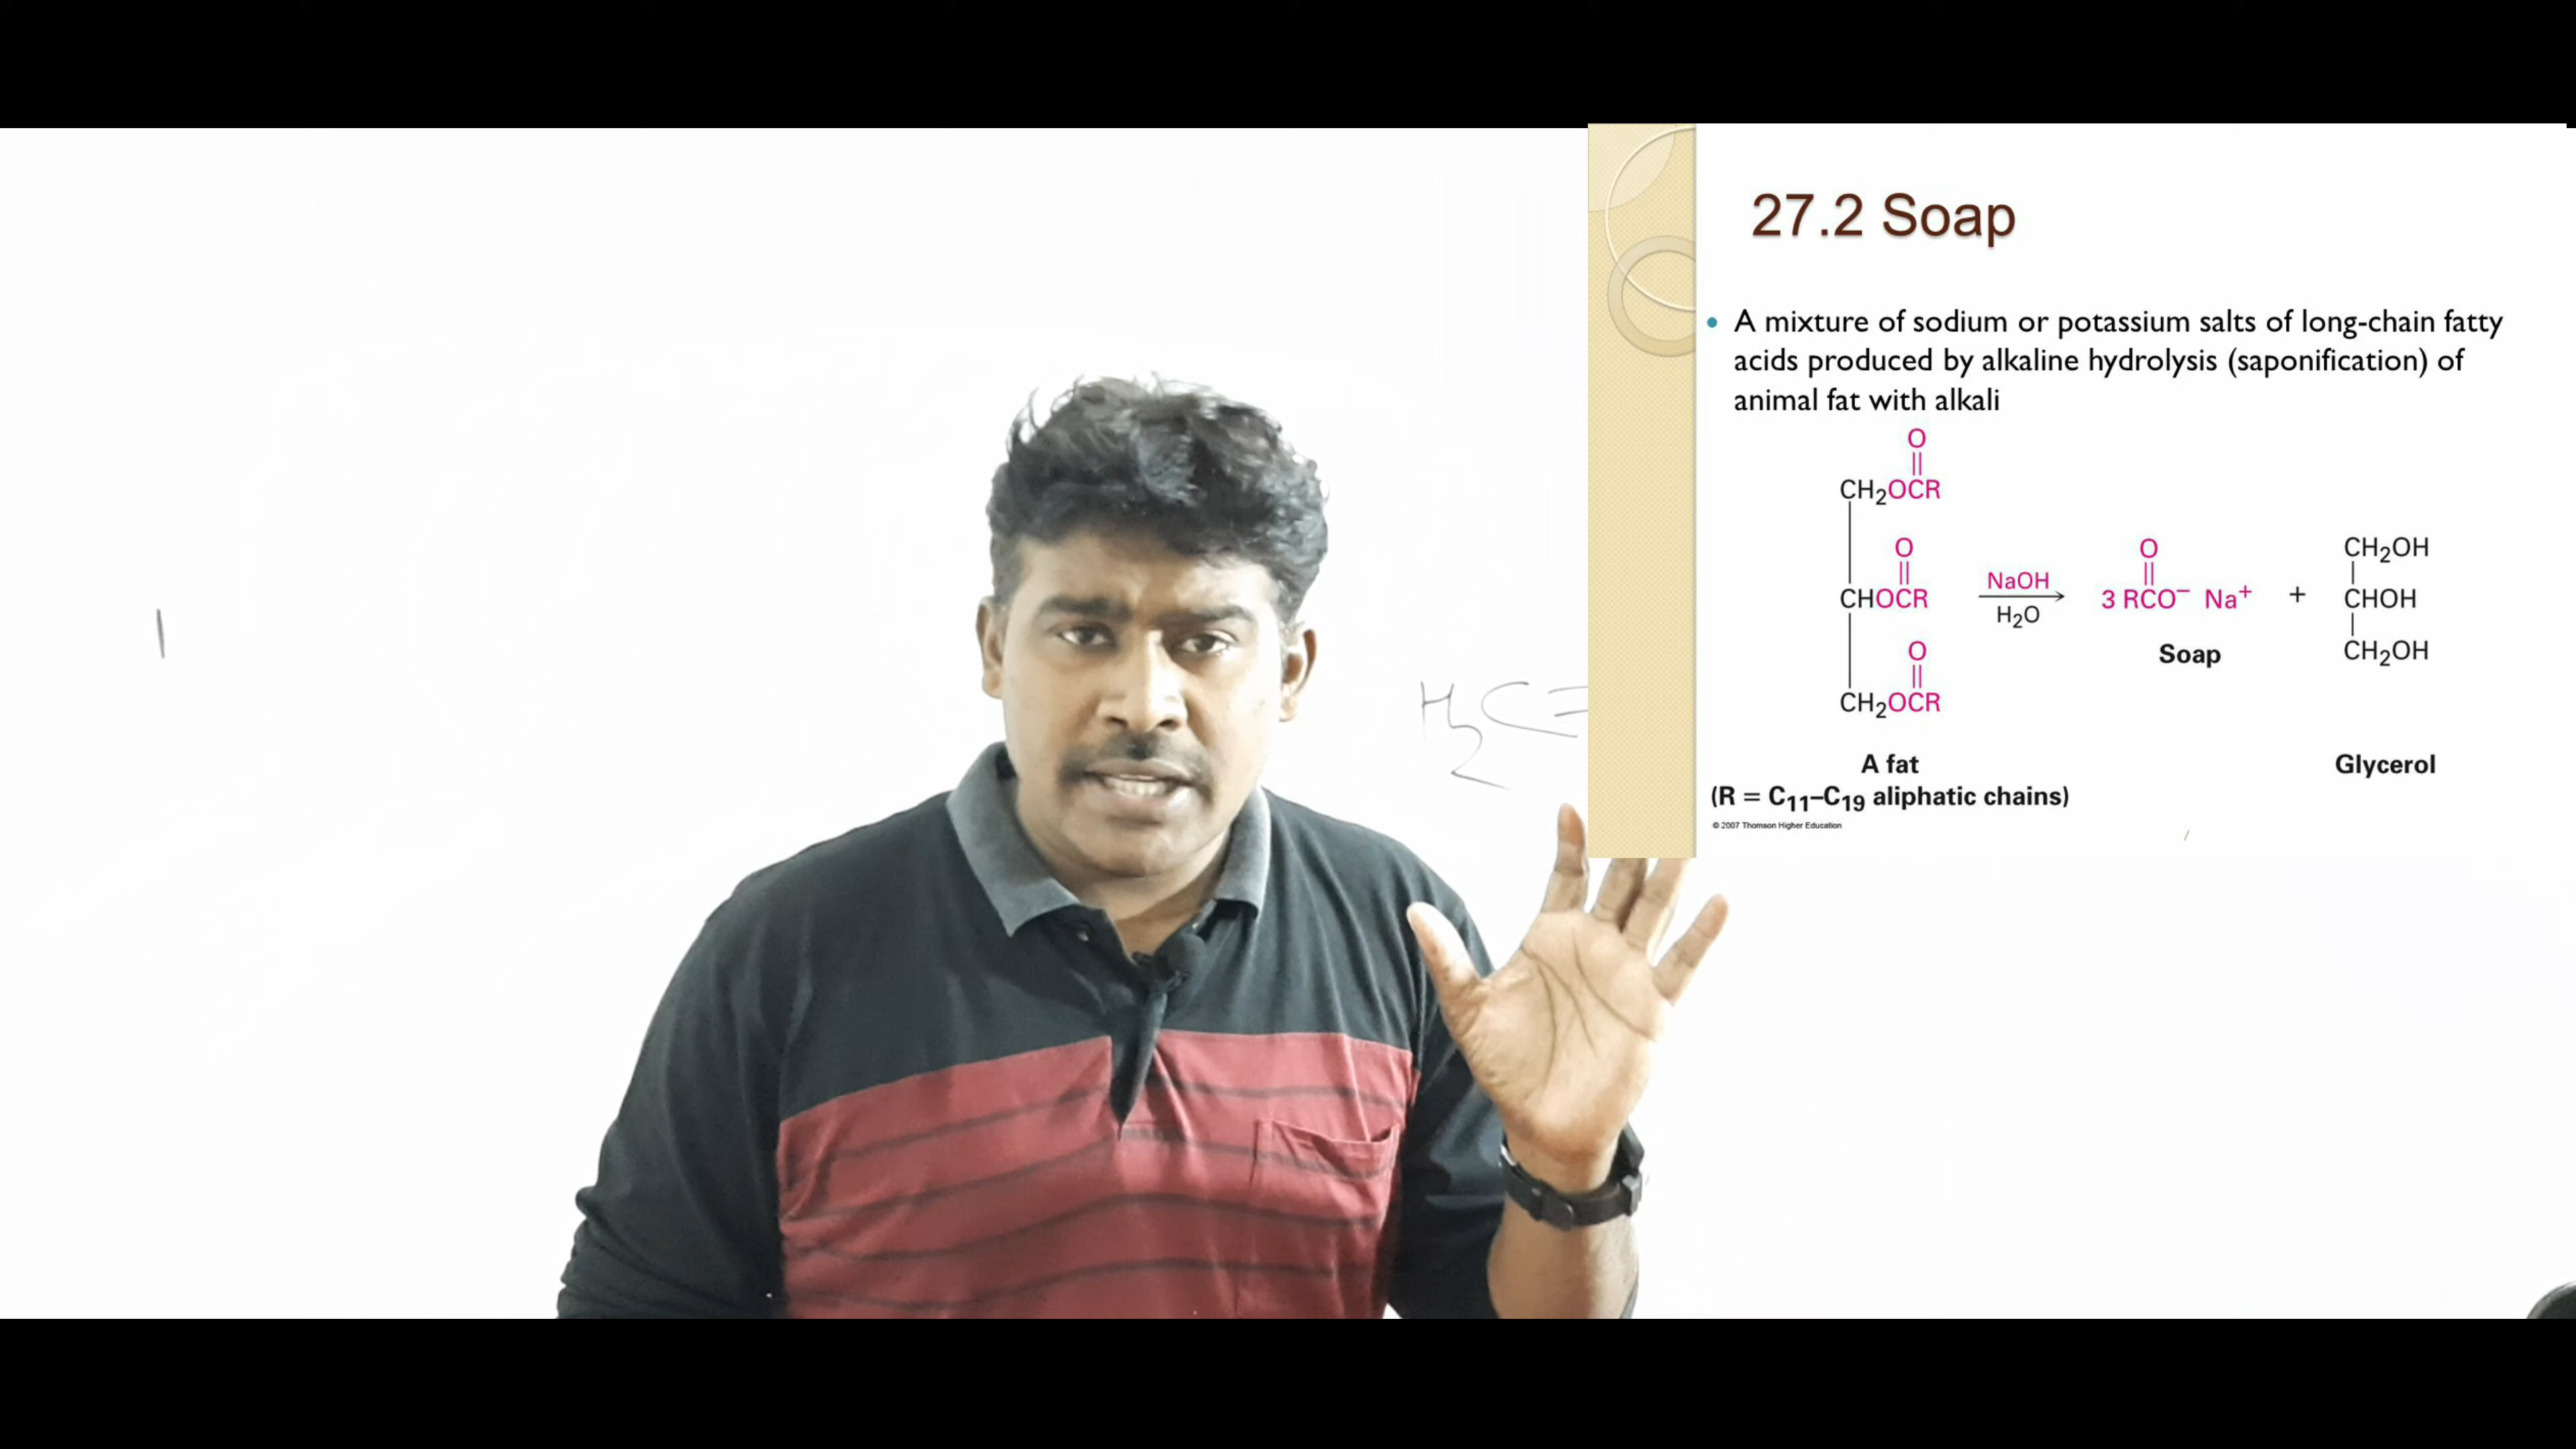 27.2 Soap
• A mixture of sodium or potassium salts of long-chain fatty
acids produced by alkaline hydrolysis (saponification) of
animal fat with alkali
O
||
CH₂OCR
O
||
CHOCR
O
||
CH₂OCR
NaOH
H₂O
O
||
3 RCO⁻ Na⁺
Soap
+
CH₂OH
CHOH
CH₂OH
A fat
Glycerol
(R = C₁₁–C₁₉ aliphatic chains)
© 2007 Thomson Higher Education
H₂C=